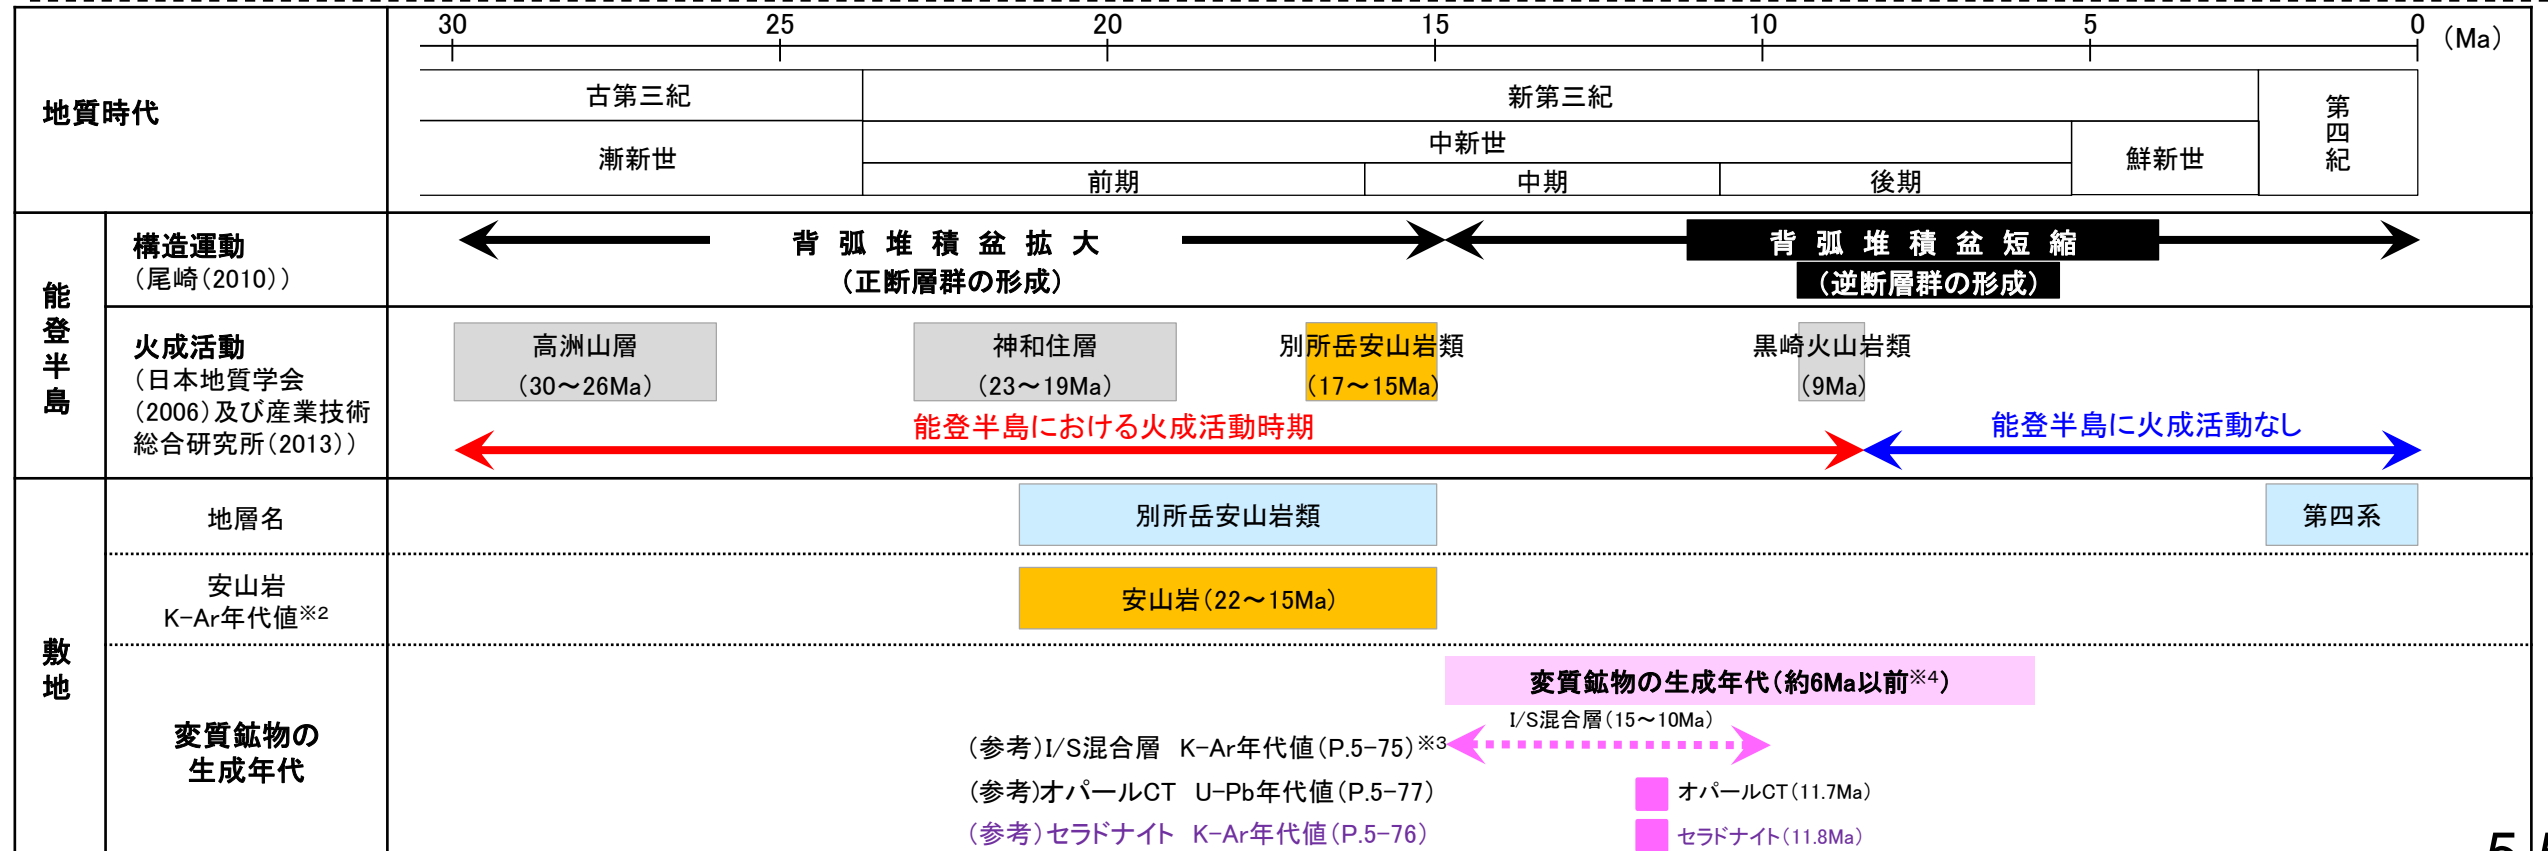 30 25 20 15 10 5 0 (Ma)
地質時代
古第三紀 新第三紀 第四紀
漸新世 中新世 鮮新世
前期 中期 後期
能登半島
構造運動
(尾崎(2010))
背弧堆積盆拡大
(正断層群の形成)
背弧堆積盆短縮
(逆断層群の形成)
火成活動
(日本地質学会
(2006)及び産業技術
総合研究所(2013))
高洲山層
(30~26Ma)
神和住層
(23~19Ma)
別所岳安山岩類
(17~15Ma)
黒崎火山岩類
(9Ma)
能登半島における火成活動時期
能登半島に火成活動なし
敷地
地層名
別所岳安山岩類
第四系
安山岩
K-Ar年代値※2
安山岩(22~15Ma)
変質鉱物の
生成年代
変質鉱物の生成年代(約6Ma以前※4)
I/S混合層(15~10Ma)
(参考)I/S混合層 K-Ar年代値(P.5-75)※3
(参考)オパールCT U-Pb年代値(P.5-77)
オパールCT(11.7Ma)
(参考)セラドナイト K-Ar年代値(P.5-76)
セラドナイト(11.8Ma)